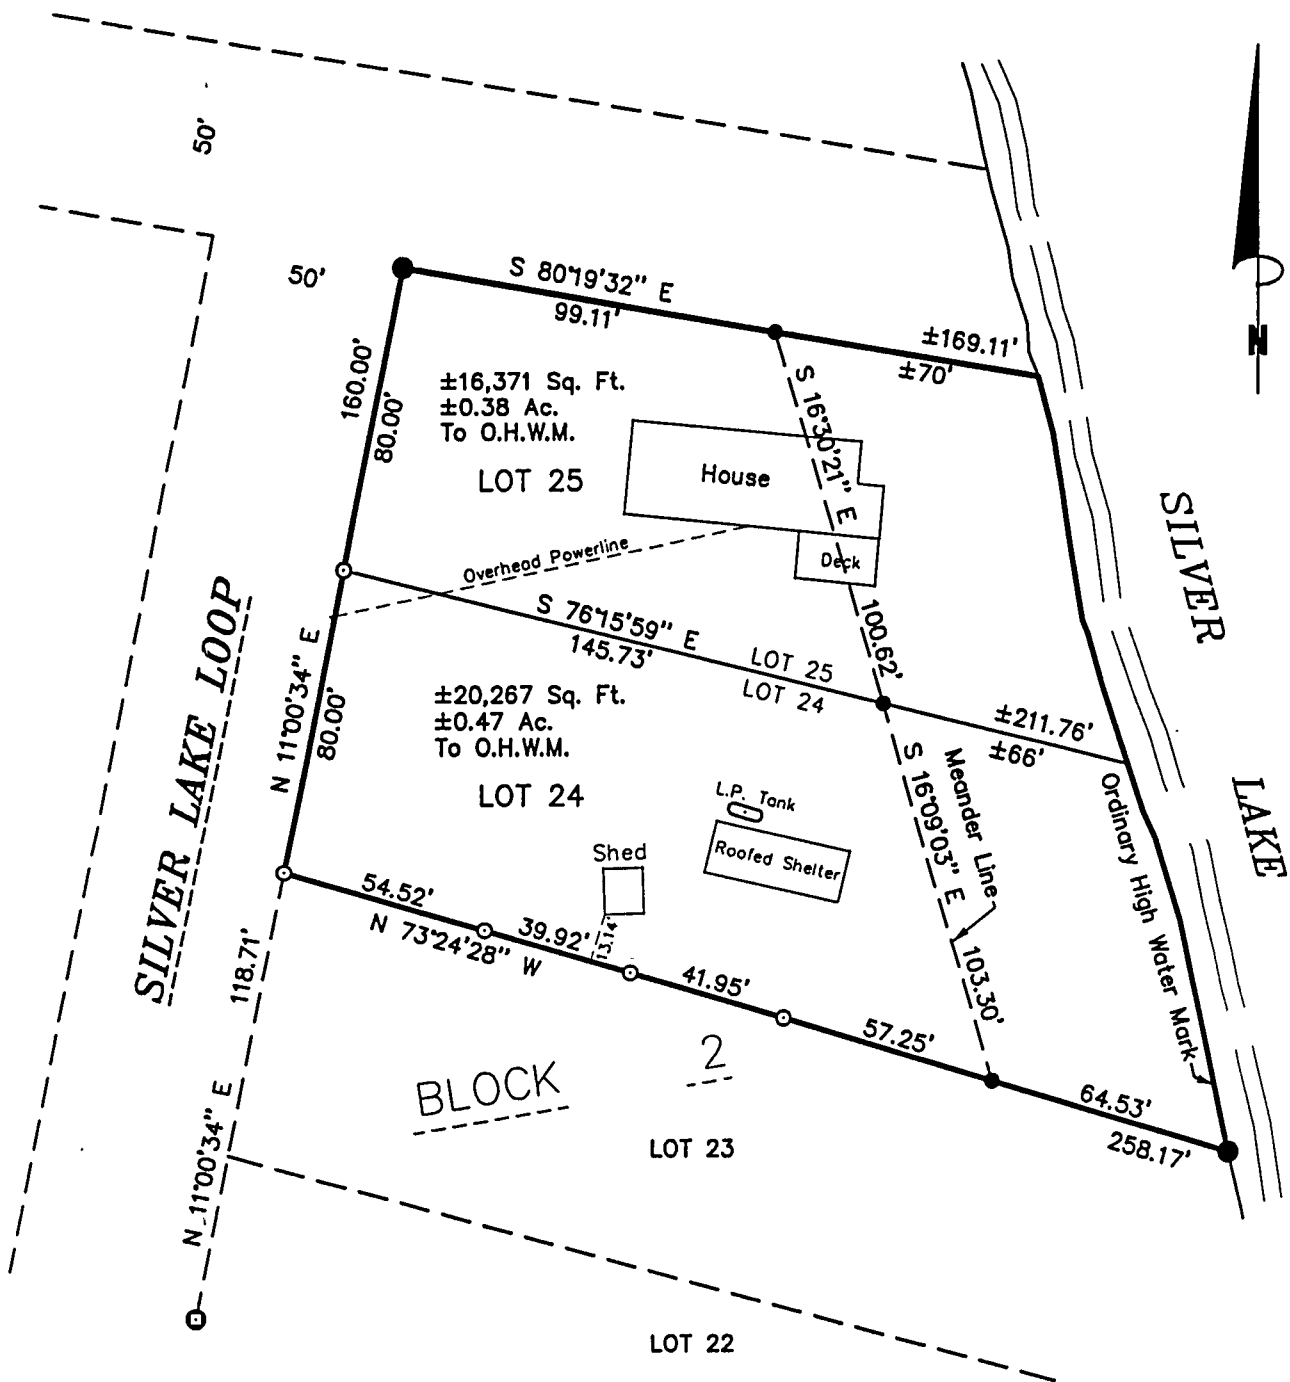 50'
50'
S 80°19'32" E
99.11'
±169.11'
±70'
160.00'
80.00'
±16,371 Sq. Ft.
±0.38 Ac.
To O.H.W.M.
LOT 25
House
S 16°30'21" E
100.62'
Deck
Overhead Powerline
S 76°15'59" E
145.73'
LOT 25
LOT 24
±211.76'
±66'
N 11°00'34" E
80.00'
±20,267 Sq. Ft.
±0.47 Ac.
To O.H.W.M.
LOT 24
L.P. Tank
Roofed Shelter
Shed
13.14'
S 16°09'03" E
103.30'
Meander Line
Ordinary High Water Mark
SILVER LAKE
SILVER LAKE LOOP
N
54.52'
N 73°24'28" W
39.92'
41.95'
57.25'
64.53'
258.17'
118.71'
N 11°00'34" E
BLOCK 2
LOT 23
LOT 22